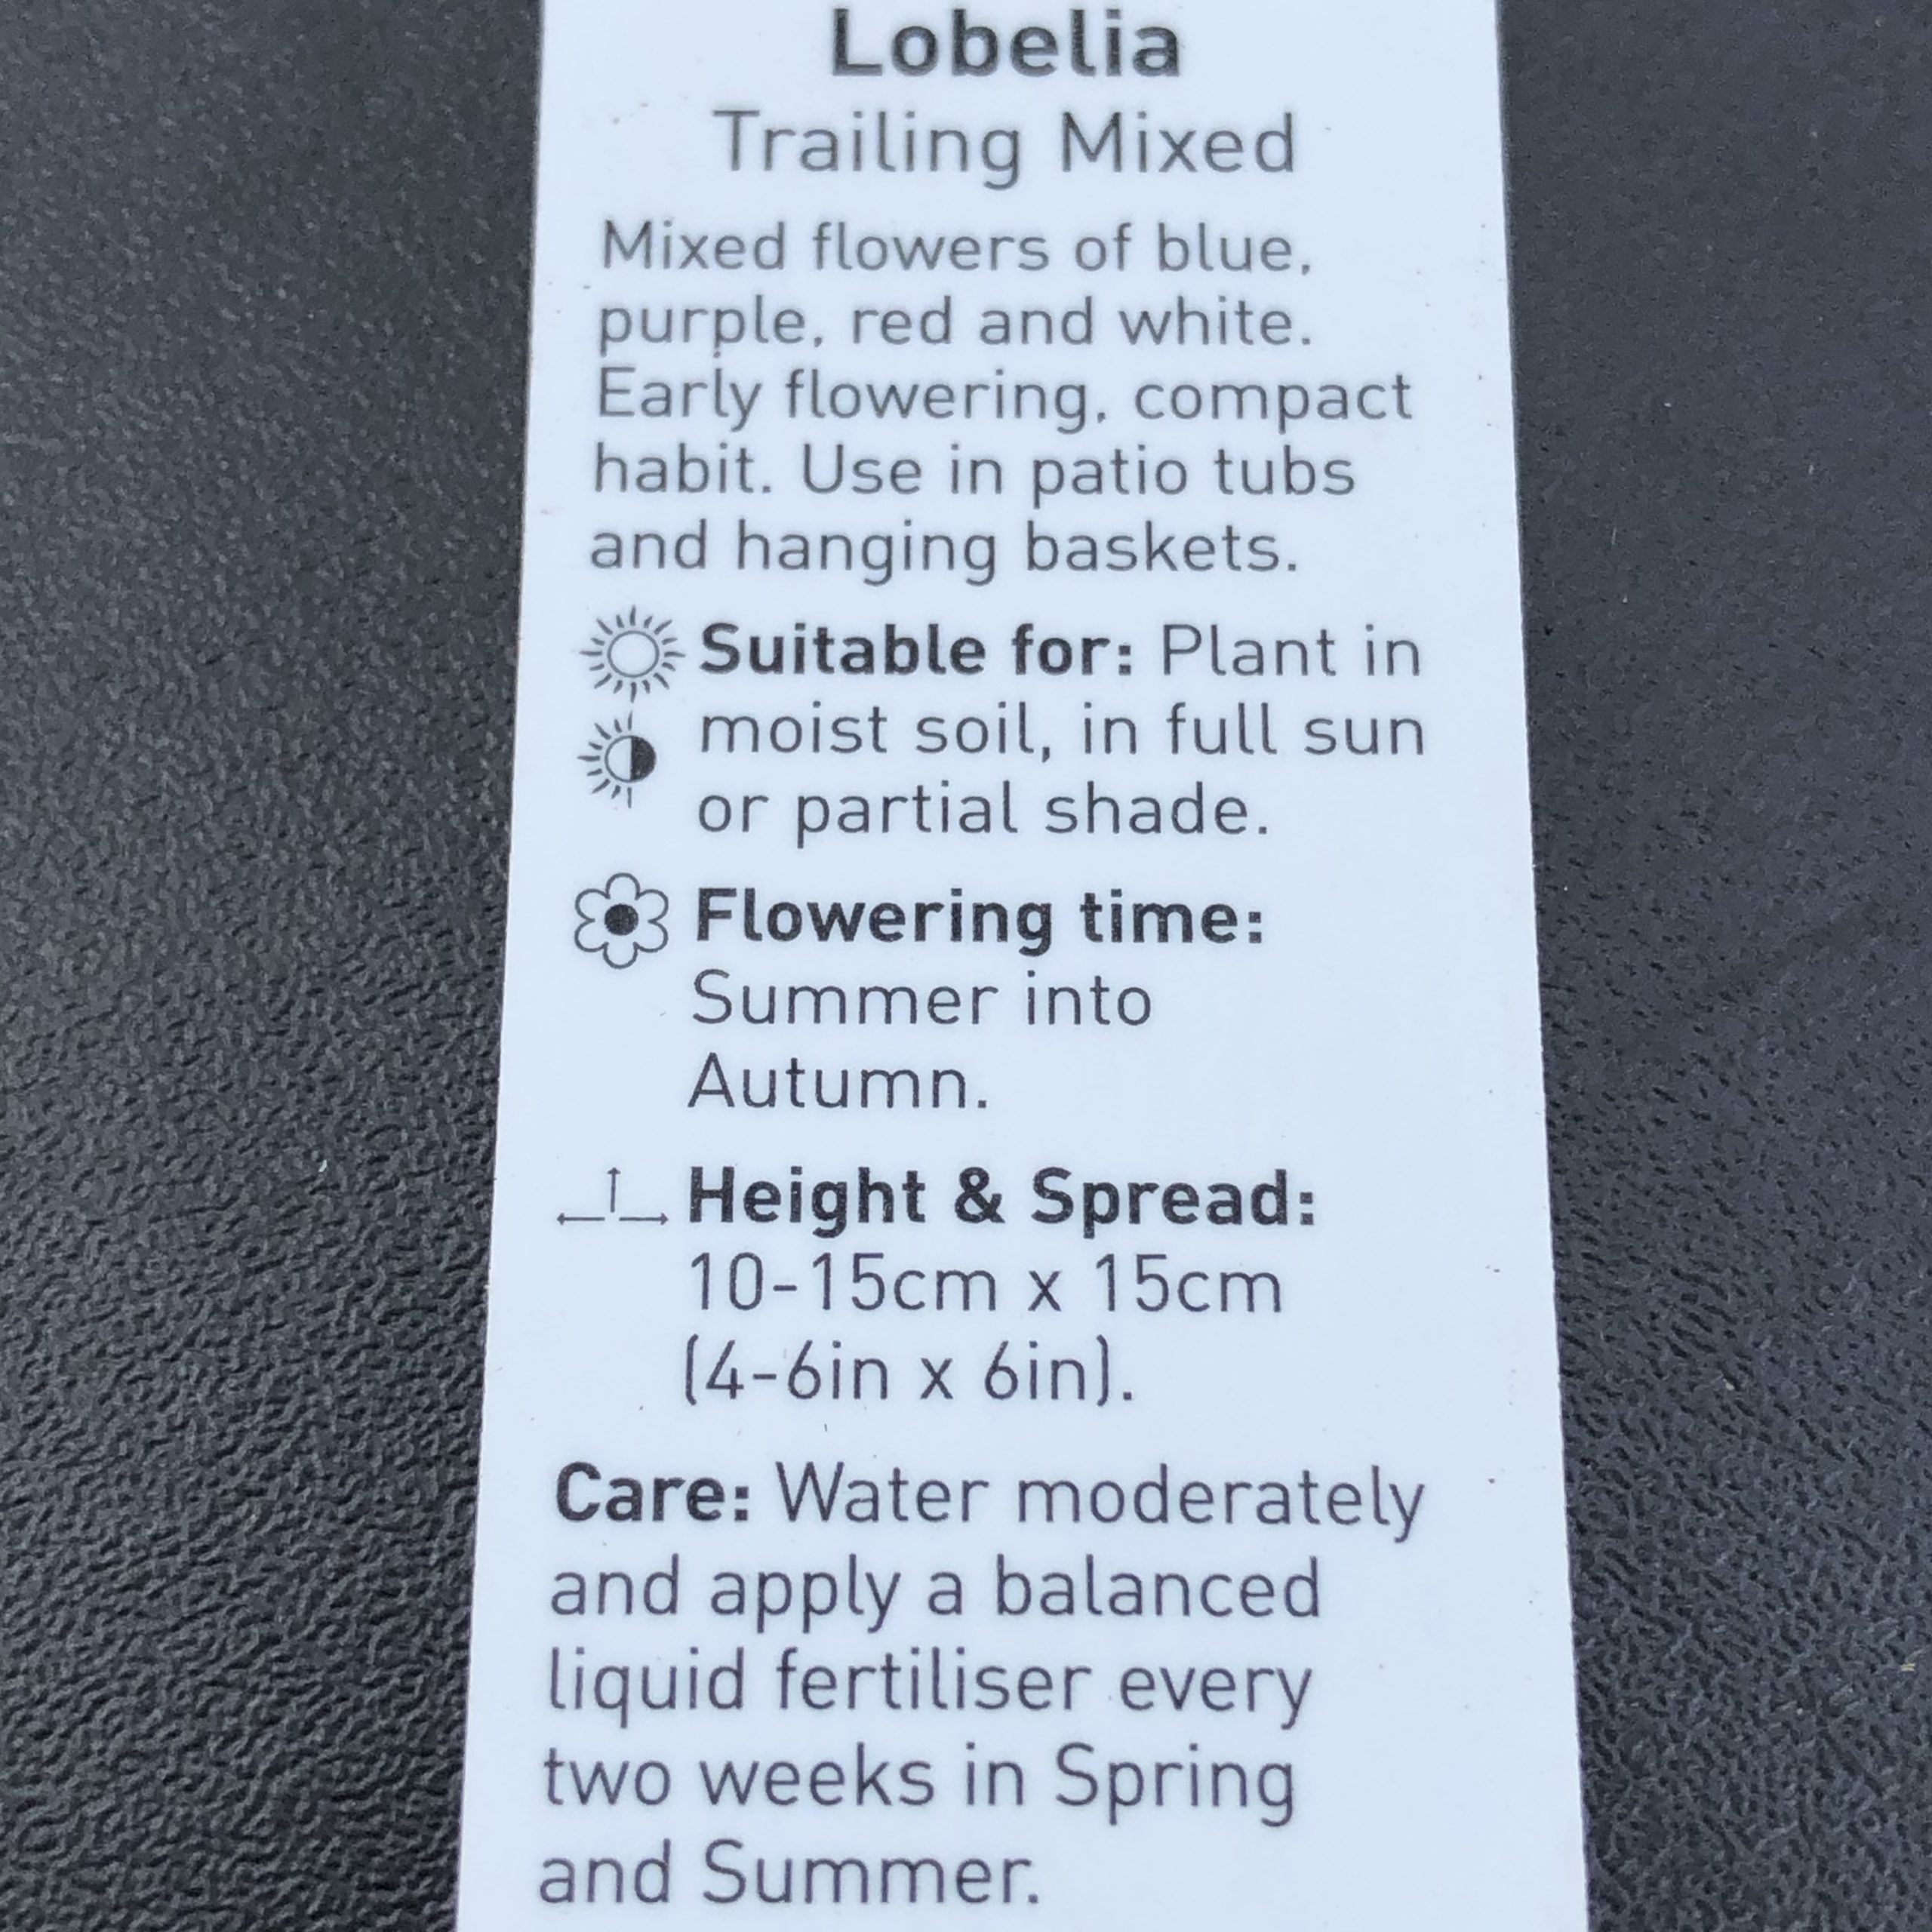 Lobelia
Trailing Mixed
Mixed flowers of blue,
purple, red and white.
Early flowering, compact
habit. Use in patio tubs
and hanging baskets.
Suitable for: Plant in
moist soil, in full sun
or partial shade.
Flowering time:
Summer into
Autumn.
Height & Spread:
10-15cm x 15cm
(4-6in x 6in).
Care: Water moderately
and apply a balanced
liquid fertiliser every
two weeks in Spring
and Summer.